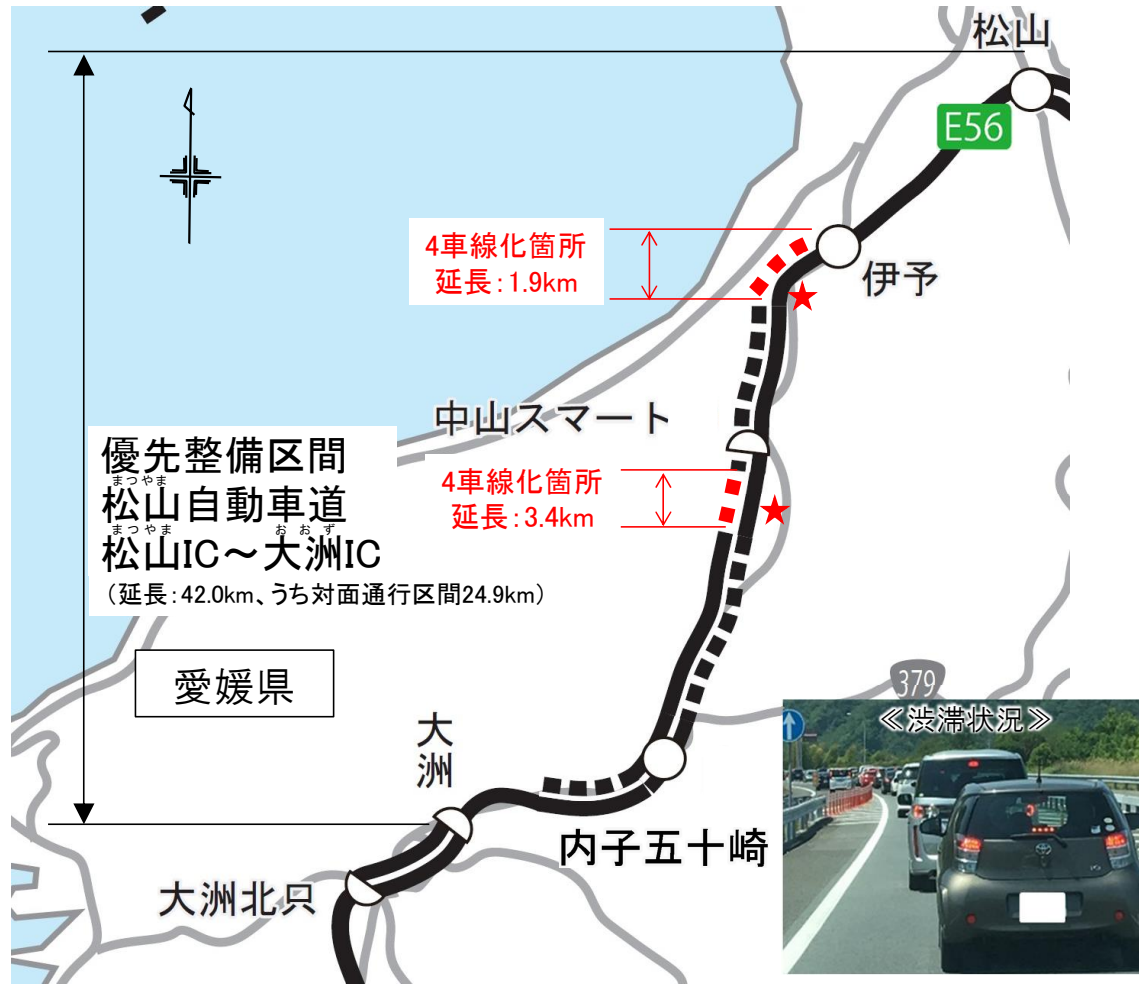 松山
E56
4車線化箇所
延長:1.9km
伊予
中山スマート
4車線化箇所
延長:3.4km
優先整備区間
まつやま
松山自動車道
まつやま おおず
松山IC～大洲IC
(延長:42.0km、うち対面通行区間24.9km)
愛媛県
379
≪渋滞状況≫
大洲
内子五十崎
大洲北只